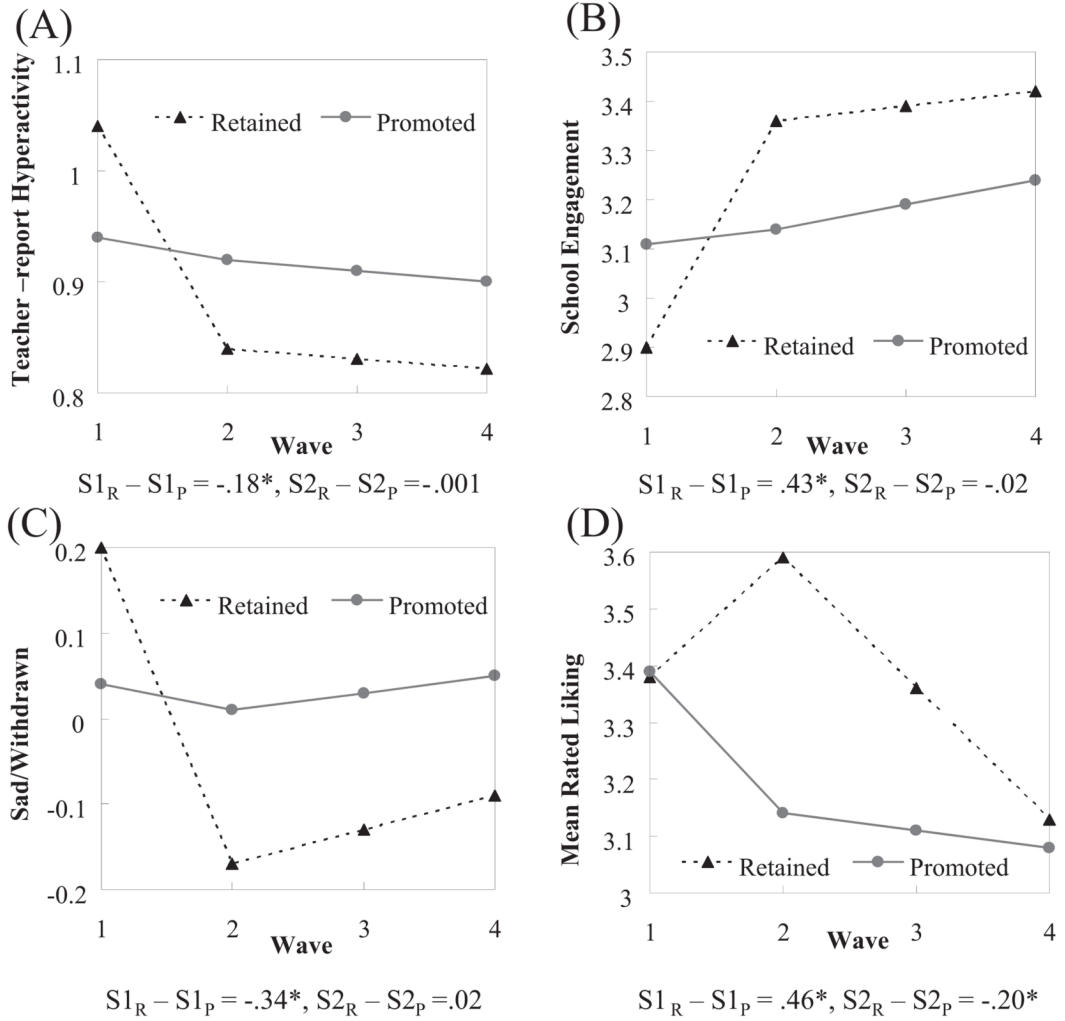 (A)
Teacher –report Hyperactivity
1.1
1
0.9
0.8
Retained
Promoted
1
2
3
4
Wave
S1R – S1P = -.18*, S2R – S2P = -.001
(B)
School Engagement
3.5
3.4
3.3
3.2
3.1
3
2.9
2.8
Retained
Promoted
1
2
3
4
Wave
S1R – S1P = .43*, S2R – S2P = -.02
(C)
Sad/Withdrawn
0.2
0.1
0
-0.1
-0.2
Retained
Promoted
1
2
3
4
Wave
S1R – S1P = -.34*, S2R – S2P =.02
(D)
Mean Rated Liking
3.6
3.5
3.4
3.3
3.2
3.1
3
Retained
Promoted
1
2
3
4
Wave
S1R – S1P = .46*, S2R – S2P = -.20*